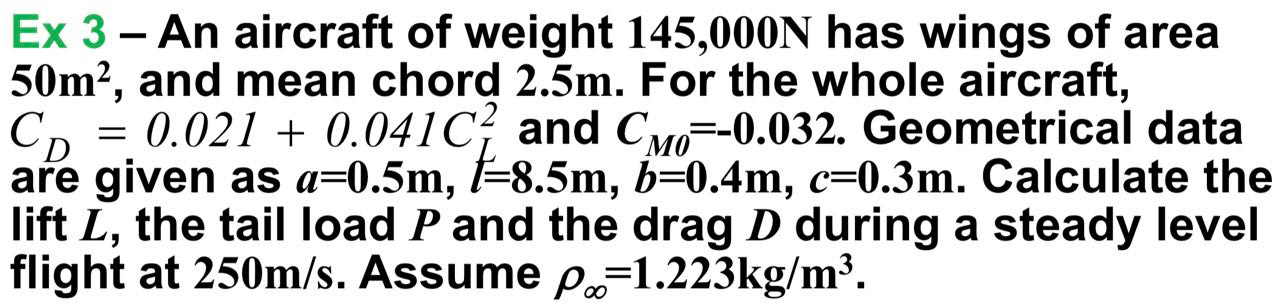 Ex 3 – An aircraft of weight 145,000N has wings of area
50m², and mean chord 2.5m. For the whole aircraft,
C_D = 0.021 + 0.041C_L² and C_M0=-0.032. Geometrical data
are given as a=0.5m, l=8.5m, b=0.4m, c=0.3m. Calculate the
lift L, the tail load P and the drag D during a steady level
flight at 250m/s. Assume ρ∞=1.223kg/m³.